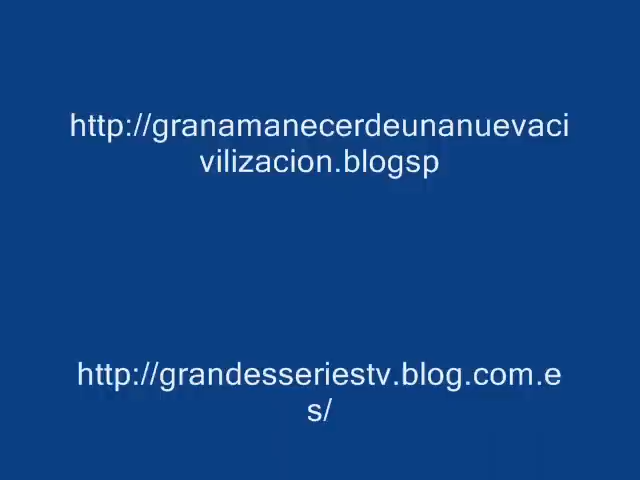 http://granamanecerdeunanuevaci
vilizacion.blogsp
http://grandesseriestv.blog.com.e
s/